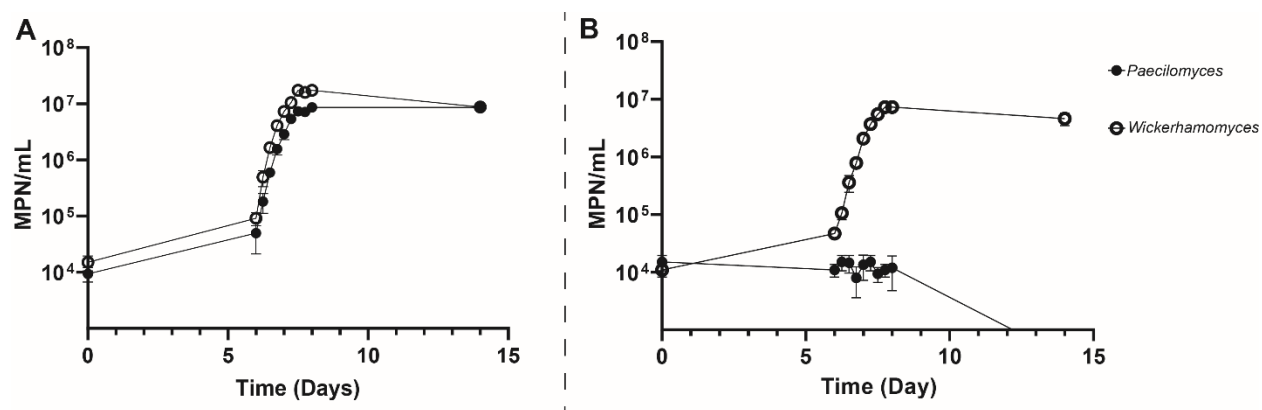 A
B
10⁸
10⁷
10⁶
10⁵
10⁴
MPN/mL
0
5
10
15
Time (Days)
10⁸
10⁷
10⁶
10⁵
10⁴
MPN/mL
0
5
10
15
Time (Day)
Paecilomyces
Wickerhamomyces